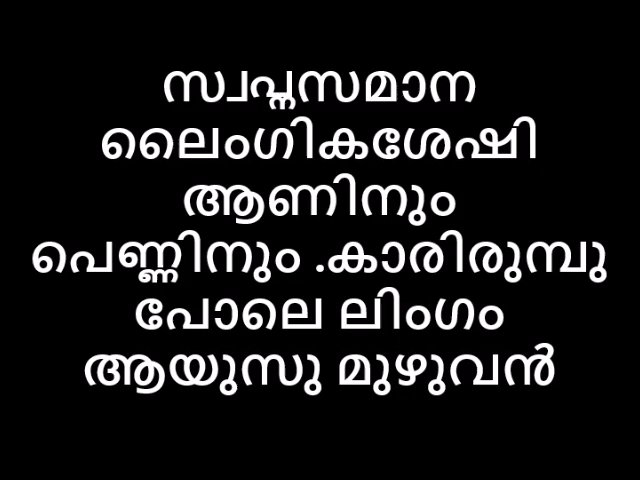 സ്വപ്നസമാന
ലൈംഗികശേഷി
ആണിനും
പെണ്ണിനും .കാരിരുമ്പു
പോലെ ലിംഗം
ആയുസു മുഴുവൻ